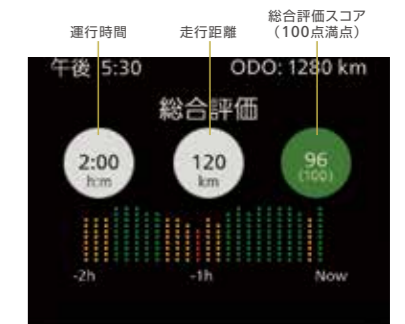 運行時間
走行距離
総合評価スコア
(100点満点)
午後 5:30
ODO: 1280 km
総合評価
2:00
h:m
120
km
96
(100)
-2h
-1h
Now